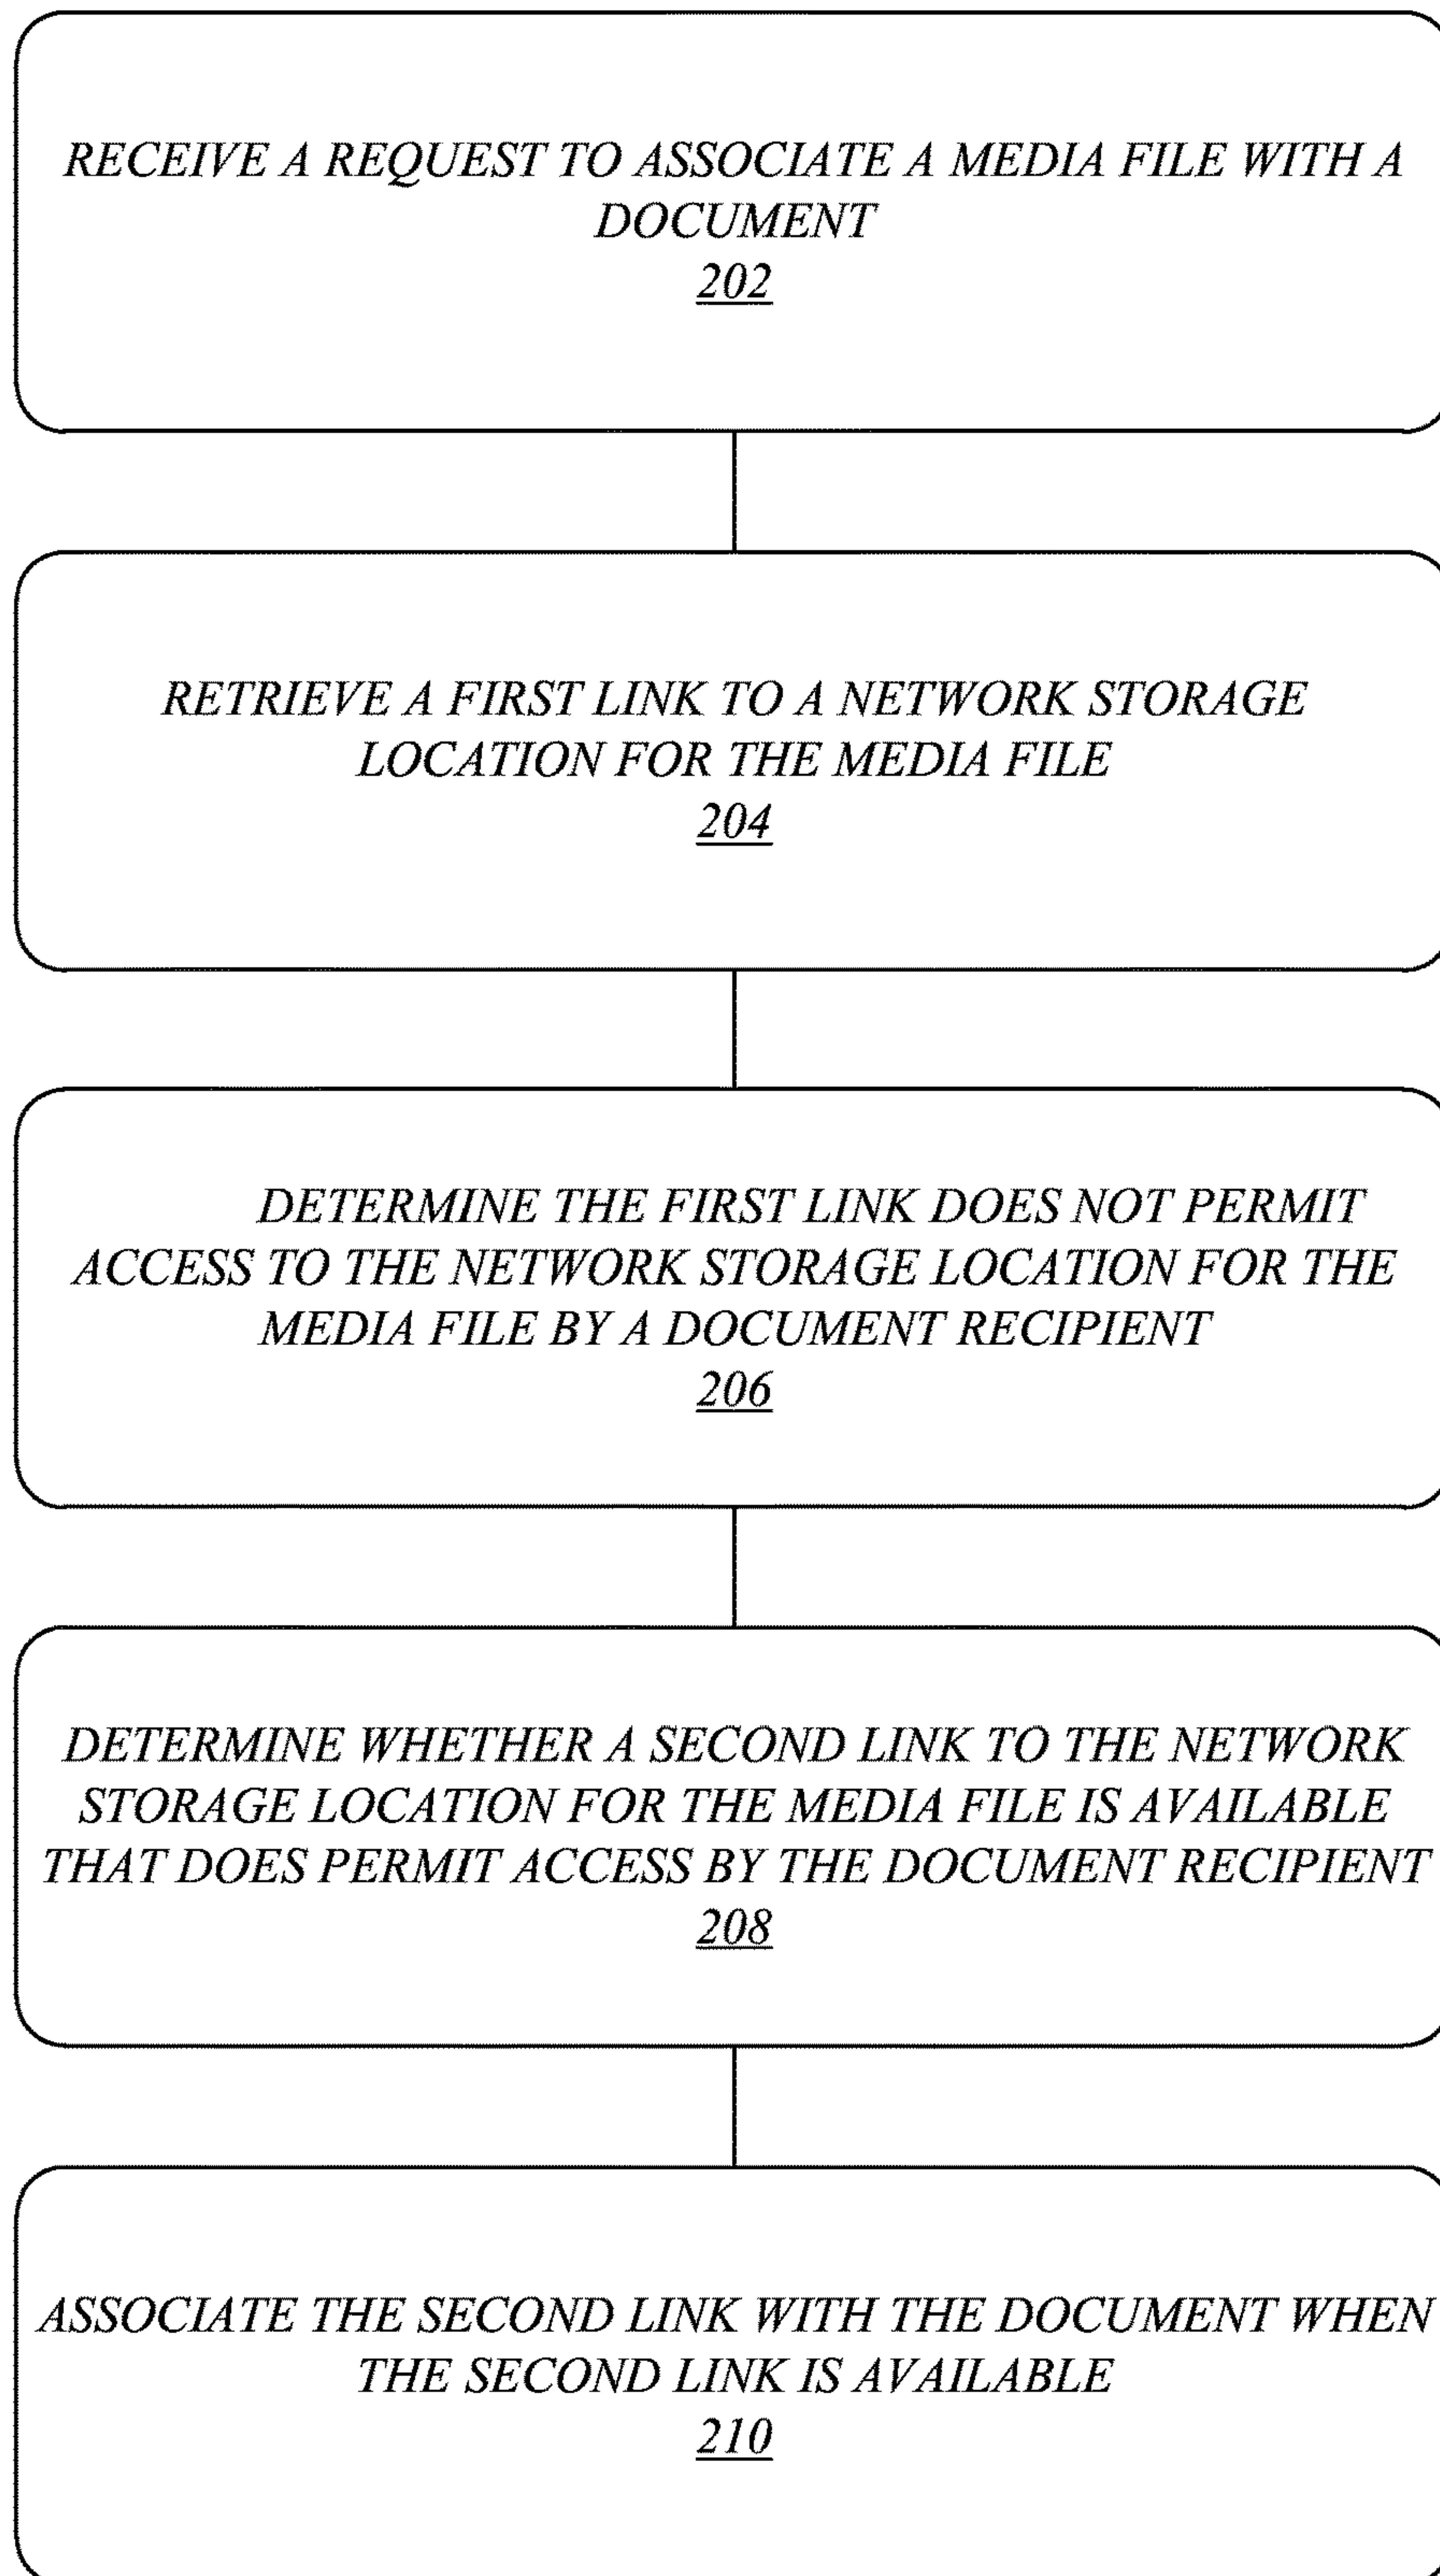 RECEIVE A REQUEST TO ASSOCIATE A MEDIA FILE WITH A
DOCUMENT
202
RETRIEVE A FIRST LINK TO A NETWORK STORAGE
LOCATION FOR THE MEDIA FILE
204
DETERMINE THE FIRST LINK DOES NOT PERMIT
ACCESS TO THE NETWORK STORAGE LOCATION FOR THE
MEDIA FILE BY A DOCUMENT RECIPIENT
206
DETERMINE WHETHER A SECOND LINK TO THE NETWORK
STORAGE LOCATION FOR THE MEDIA FILE IS AVAILABLE
THAT DOES PERMIT ACCESS BY THE DOCUMENT RECIPIENT
208
ASSOCIATE THE SECOND LINK WITH THE DOCUMENT WHEN
THE SECOND LINK IS AVAILABLE
210